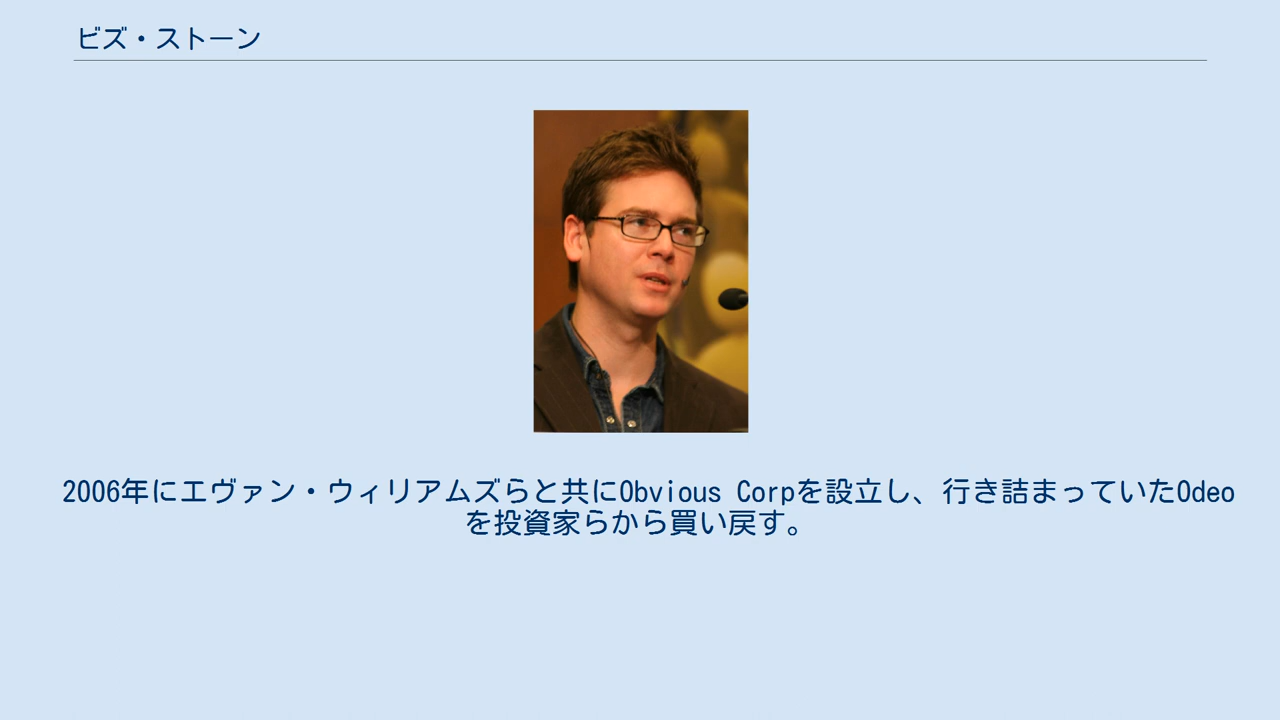 ビズ・ストーン
2006年にエヴァン・ウィリアムズらと共にObvious Corpを設立し、行き詰まっていたOdeo
を投資家らから買い戻す。